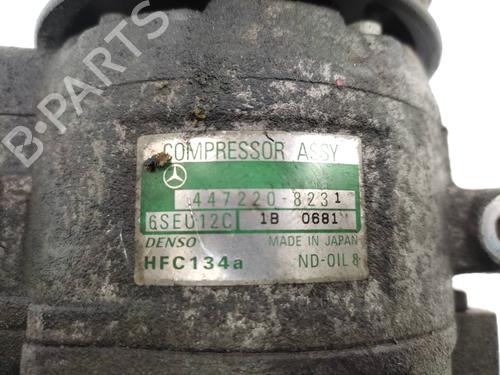 COMPRESSOR ASSY
447220-8231
6SEU12C 1B 0681
DENSO MADE IN JAPAN
HFC134a ND-OIL 8
B-PARTS